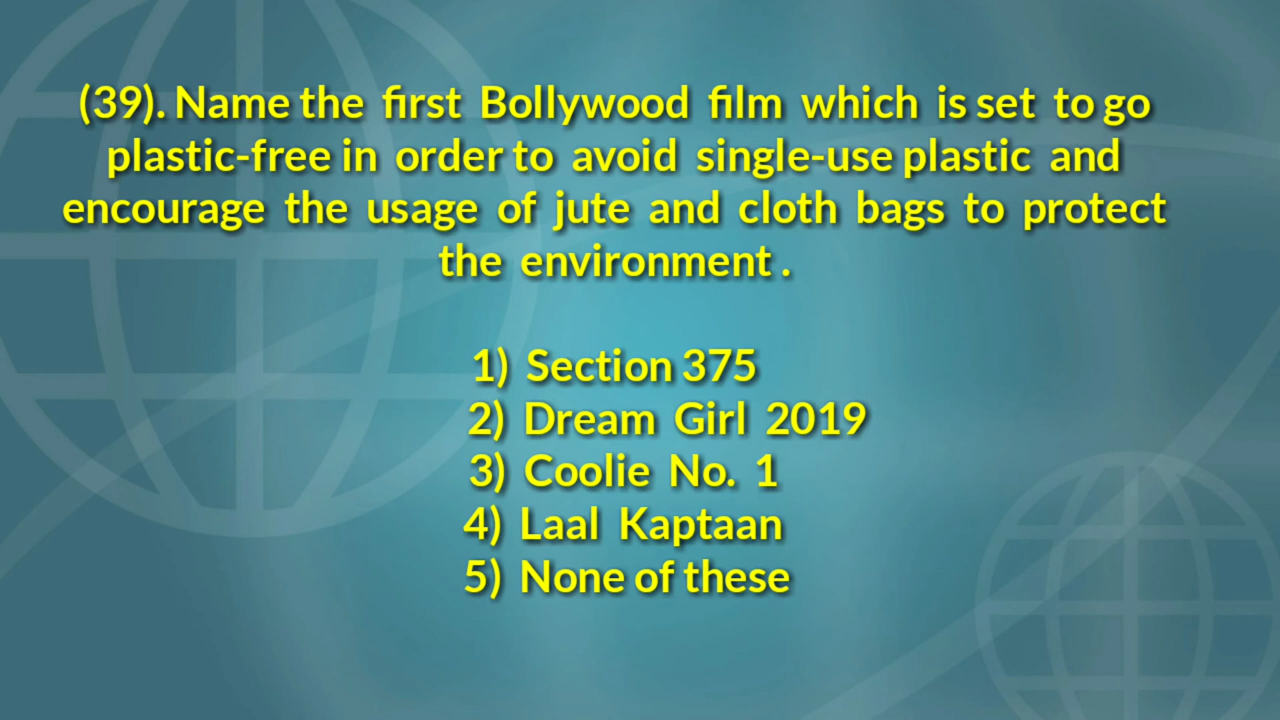 (39). Name the first Bollywood film which is set to go
plastic-free in order to avoid single-use plastic and
encourage the usage of jute and cloth bags to protect
the environment .
1) Section 375
2) Dream Girl 2019
3) Coolie No. 1
4) Laal Kaptaan
5) None of these